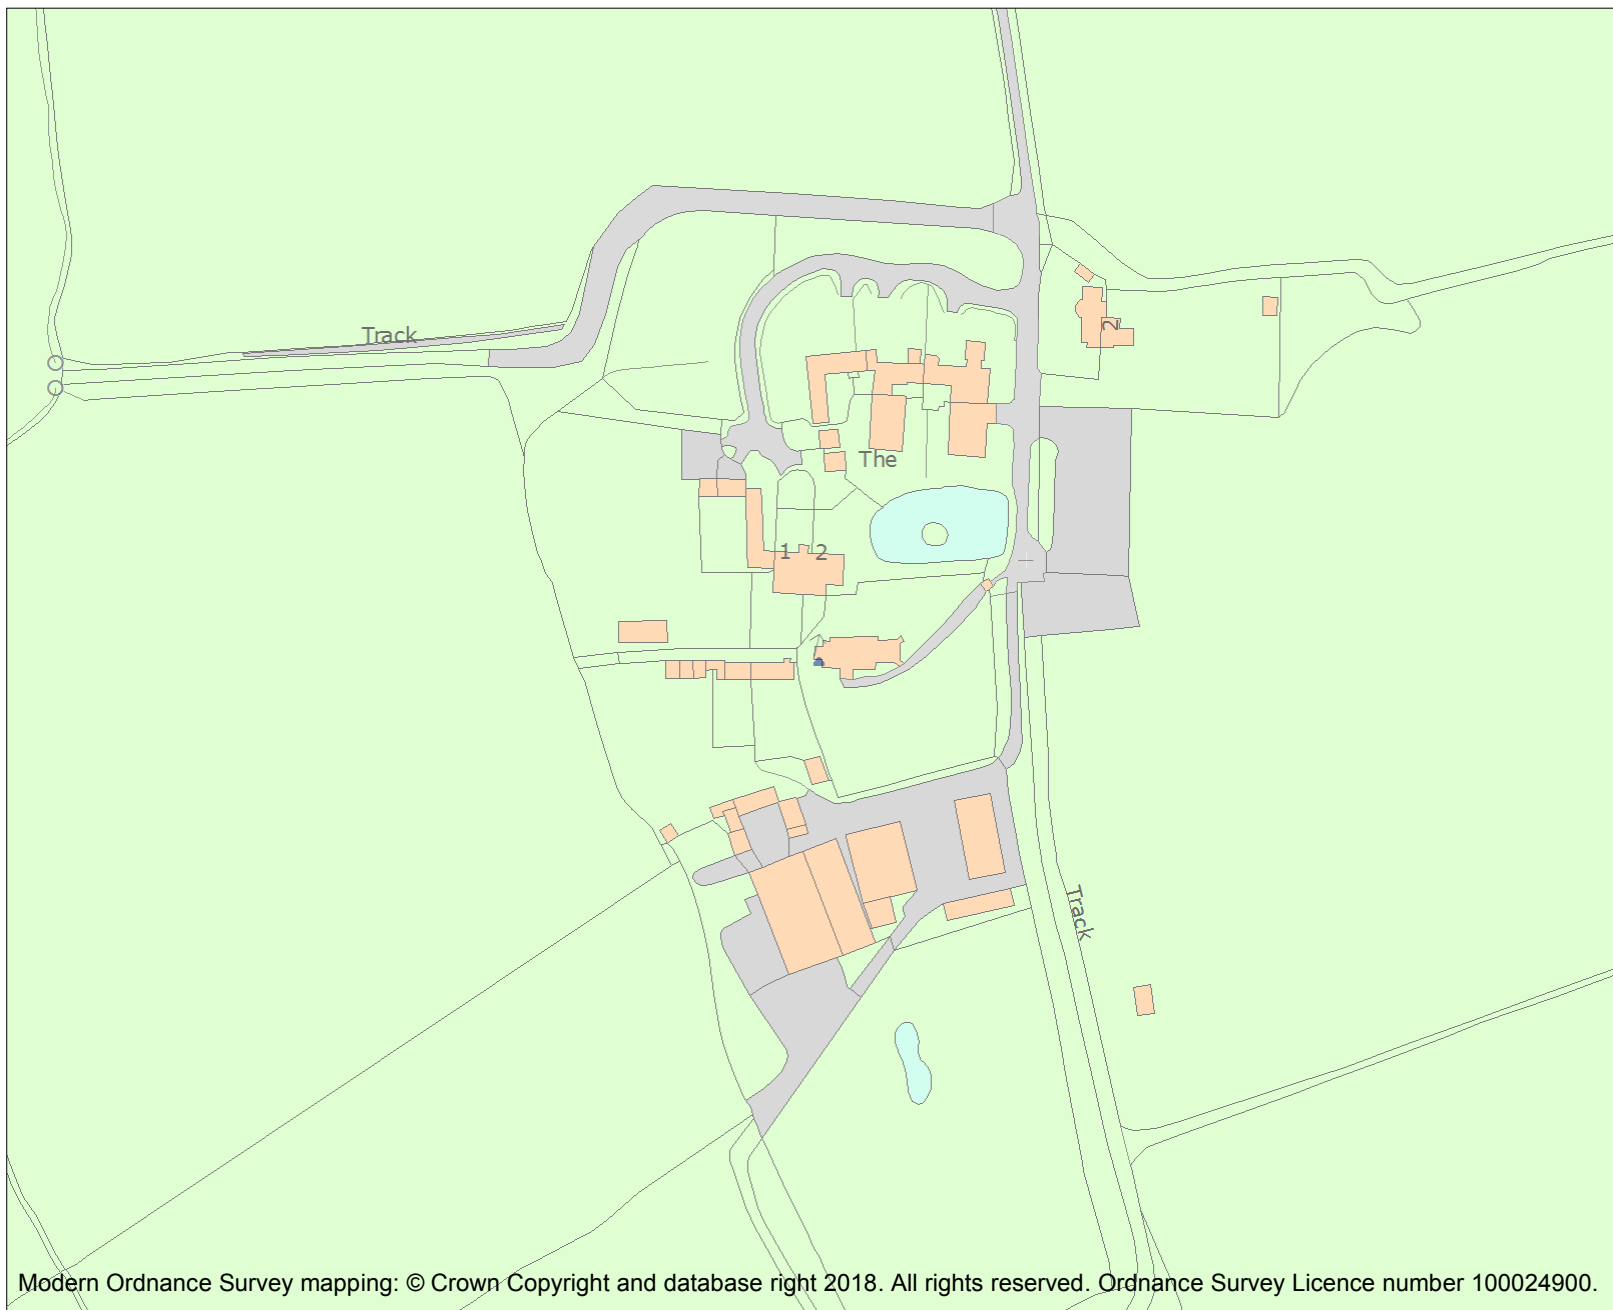 Track
2
The
1 2
Track
Modern Ordnance Survey mapping: © Crown Copyright and database right 2018. All rights reserved. Ordnance Survey Licence number 100024900.